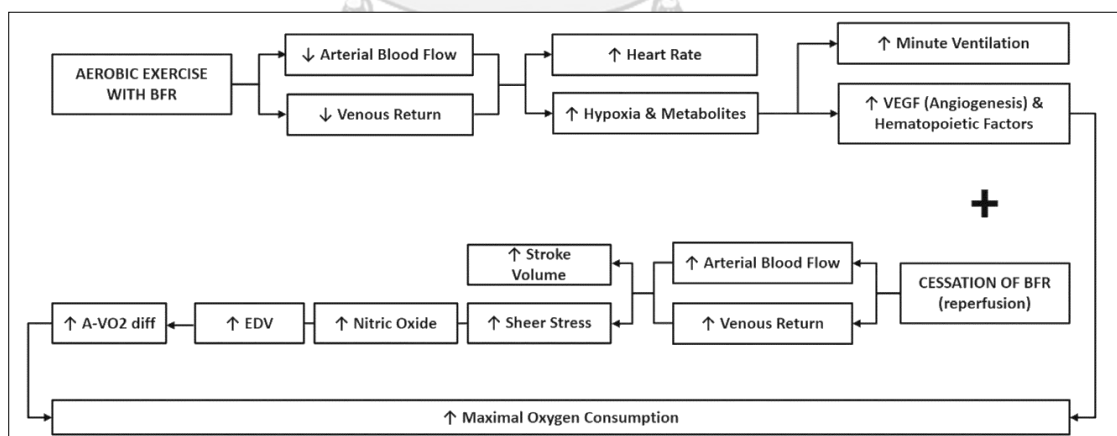 AEROBIC EXERCISE
WITH BFR
↓ Arterial Blood Flow
↓ Venous Return
↑ Heart Rate
↑ Hypoxia & Metabolites
↑ Minute Ventilation
↑ VEGF (Angiogenesis) &
Hematopoietic Factors
+
CESSATION OF BFR
(reperfusion)
↑ Arterial Blood Flow
↑ Venous Return
↑ Stroke
Volume
↑ Sheer Stress
↑ Nitric Oxide
↑ EDV
↑ A-VO2 diff
↑ Maximal Oxygen Consumption